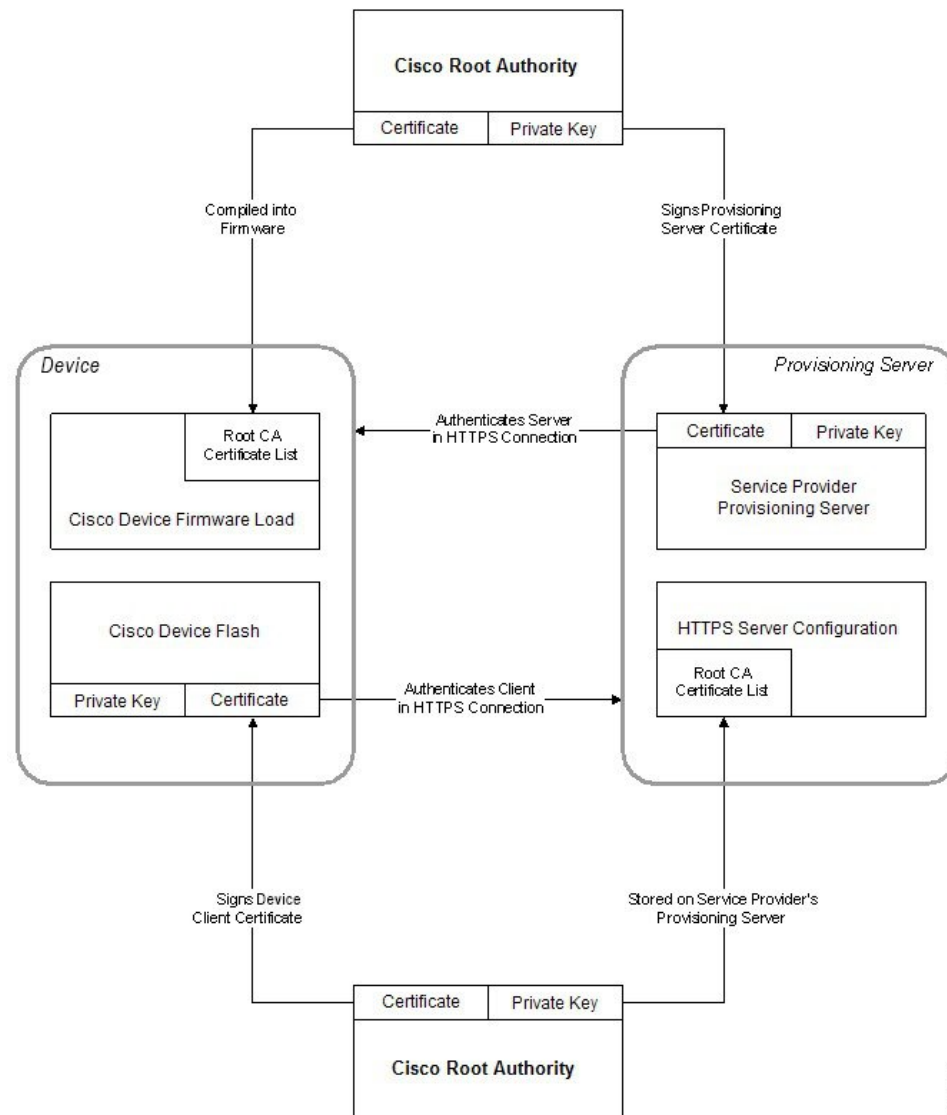 Cisco Root Authority
Certificate
Private Key
Compiled into
Firmware
Signs Provisioning
Server Certificate
Device
Provisioning Server
Root CA
Certificate List
Cisco Device Firmware Load
Authenticates Server
in HTTPS Connection
Certificate
Private Key
Service Provider
Provisioning Server
Cisco Device Flash
Private Key
Certificate
Authenticates Client
in HTTPS Connection
HTTPS Server Configuration
Root CA
Certificate List
Signs Device
Client Certificate
Stored on Service Provider's
Provisioning Server
Certificate
Private Key
Cisco Root Authority